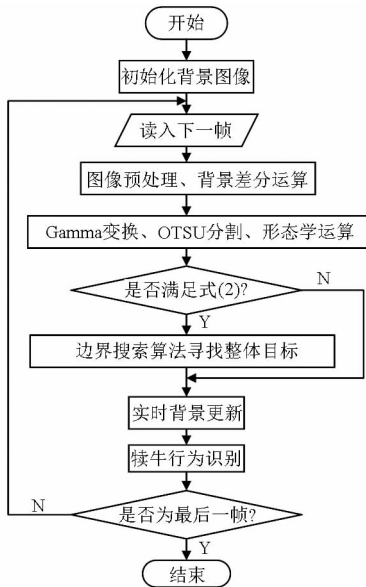 开始
初始化背景图像
读入下一帧
图像预处理、背景差分运算
Gamma变换、OTSU分割、形态学运算
是否满足式(2)?
N
Y
边界搜索算法寻找整体目标
实时背景更新
犊牛行为识别
N
是否为最后一帧?
Y
结束